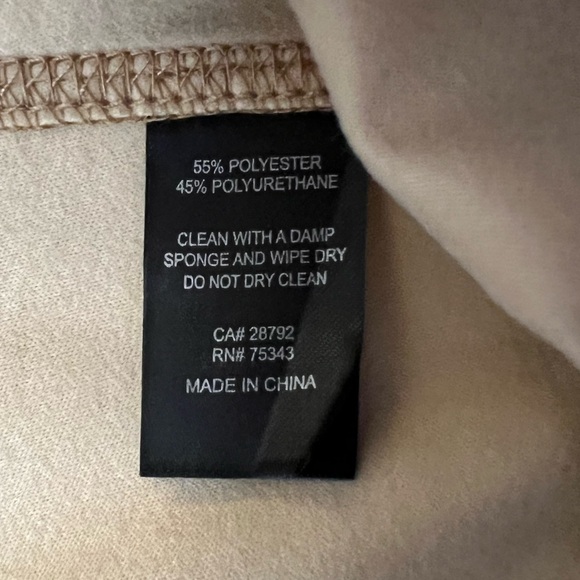 55% POLYESTER
45% POLYURETHANE
CLEAN WITH A DAMP
SPONGE AND WIPE DRY
DO NOT DRY CLEAN
CA# 28792
RN# 75343
MADE IN CHINA